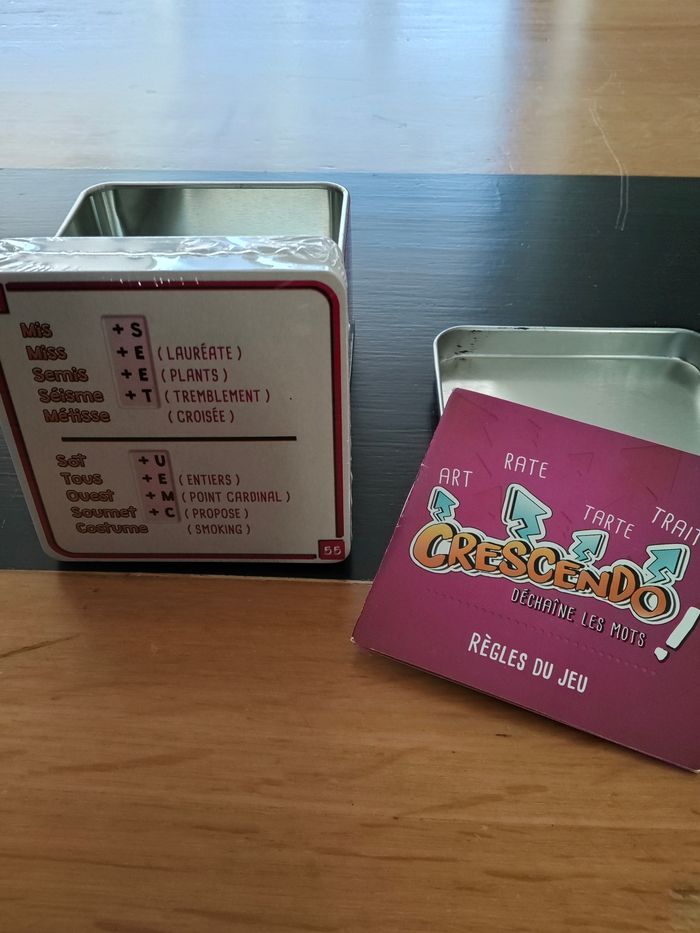 Mis + S
Miss + E (LAURÉATE)
Semis + E (PLANTS)
Séisme + T (TREMBLEMENT)
Métisse (CROISÉE)
Sot + U
Tous + E (ENTIERS)
Ouest + M (POINT CARDINAL)
Soumet + C (PROPOSE)
Costume (SMOKING)
55
ART RATE TARTE TRAIT
CRESCENDO !
DÉCHAÎNE LES MOTS
RÈGLES DU JEU